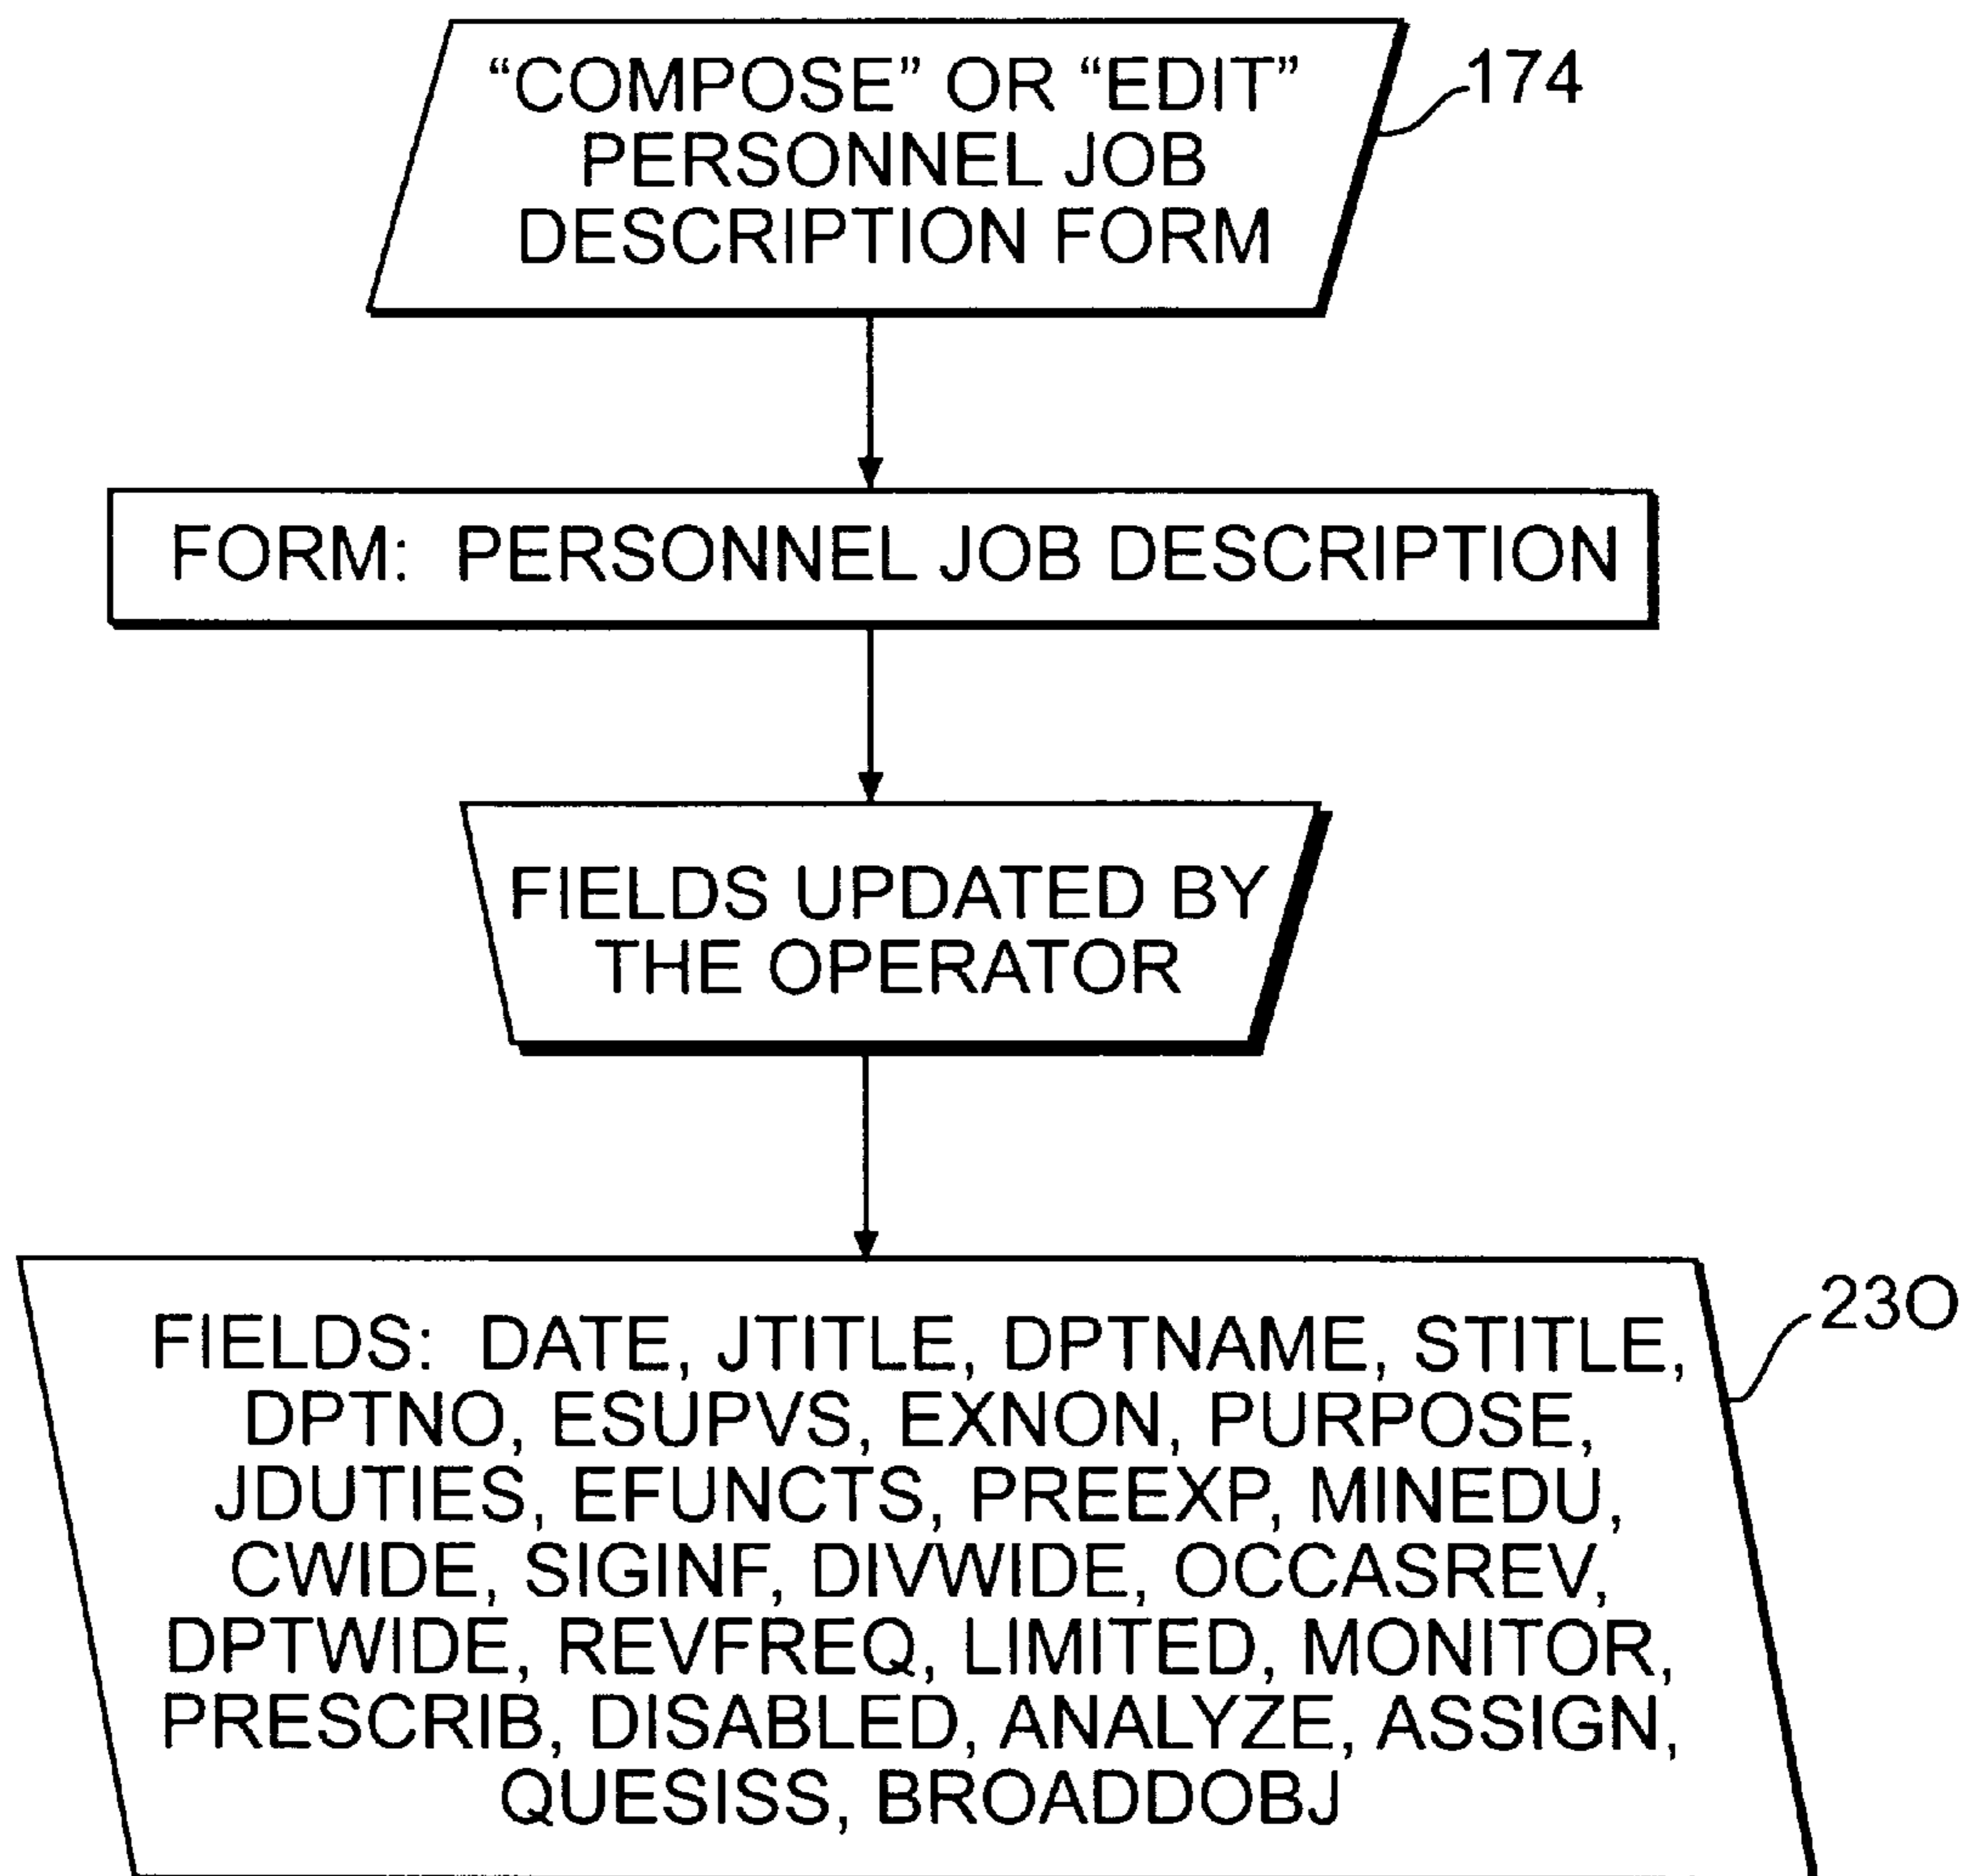 “COMPOSE” OR “EDIT”
PERSONNEL JOB
DESCRIPTION FORM
174
FORM: PERSONNEL JOB DESCRIPTION
FIELDS UPDATED BY
THE OPERATOR
230
FIELDS: DATE, JTITLE, DPTNAME, STITLE,
DPTNO, ESUPVS, EXNON, PURPOSE,
JDUTIES, EFUNCTS, PREEXP, MINEDU,
CWIDE, SIGINF, DIVWIDE, OCCASREV,
DPTWIDE, REVFREQ, LIMITED, MONITOR,
PRESCRIB, DISABLED, ANALYZE, ASSIGN,
QUESISS, BROADDOBJ